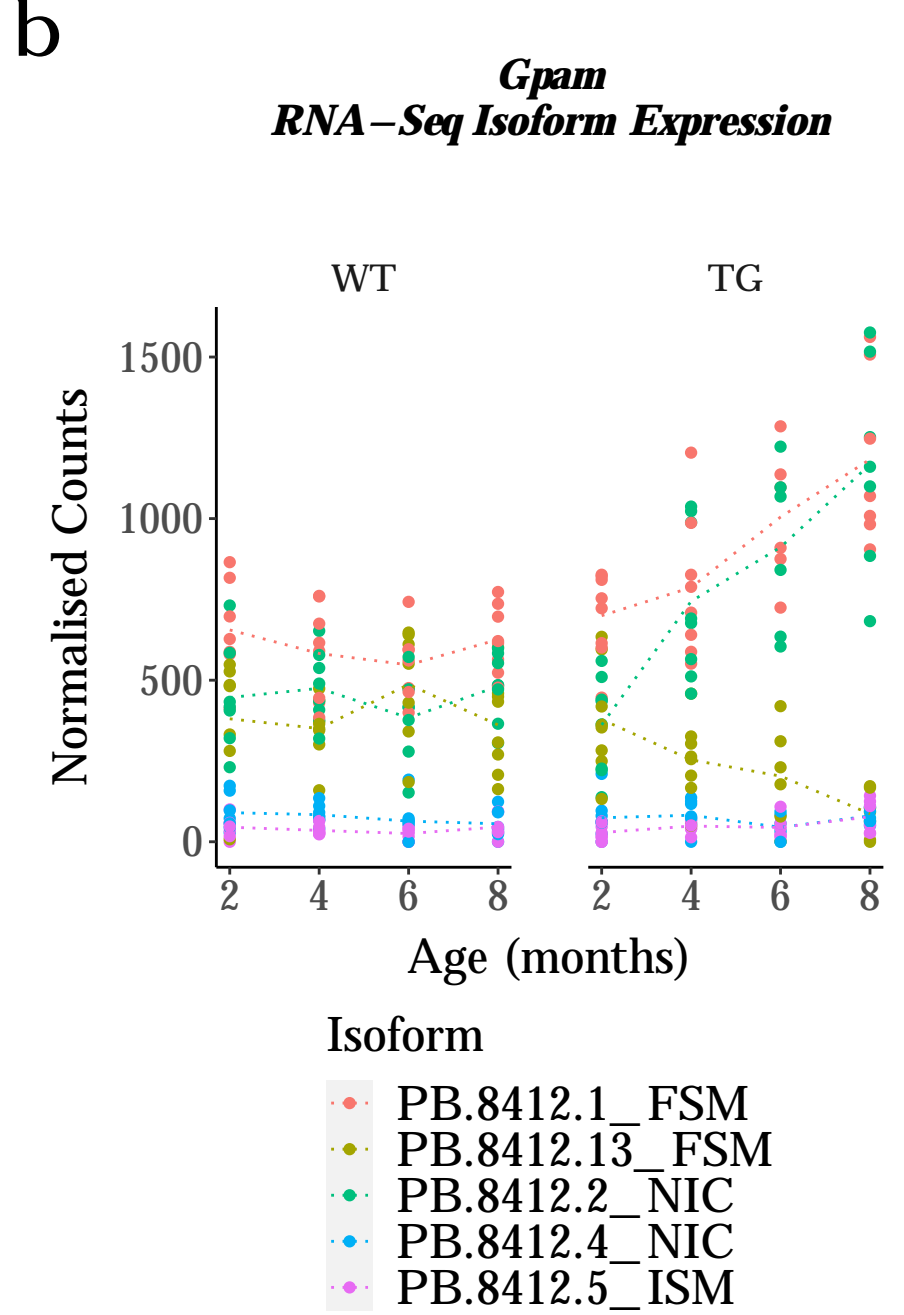 b
Gpam
RNA–Seq Isoform Expression
WT
TG
Normalised Counts
1500
1000
500
0
2 4 6 8 2 4 6 8
Age (months)
Isoform
PB.8412.1_FSM
PB.8412.13_FSM
PB.8412.2_NIC
PB.8412.4_NIC
PB.8412.5_ISM